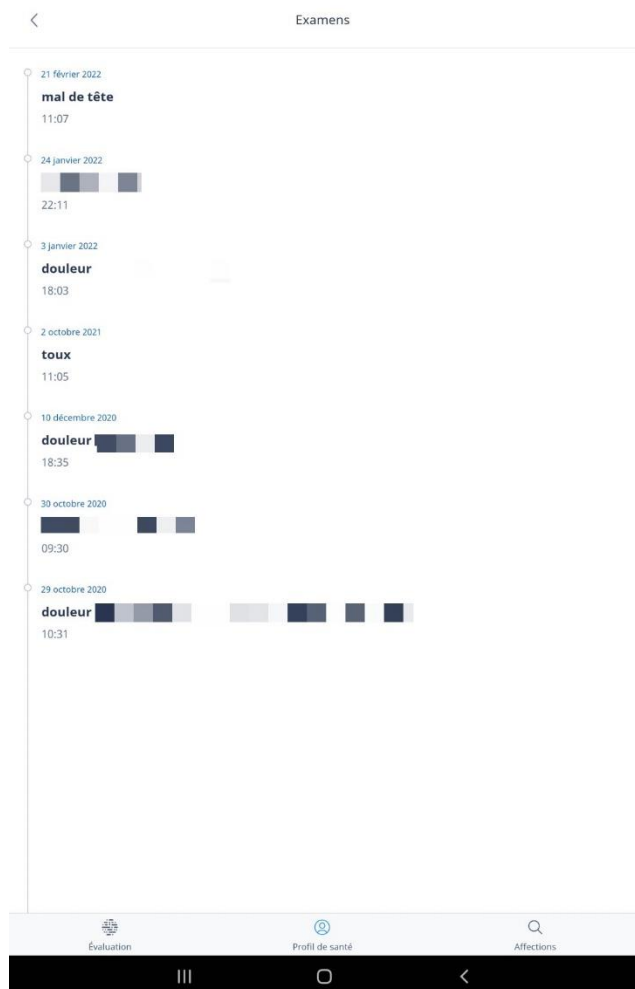 Examens
21 février 2022
mal de tête
11:07
24 janvier 2022
22:11
3 janvier 2022
douleur
18:03
2 octobre 2021
toux
11:05
10 décembre 2020
douleur
18:35
30 octobre 2020
09:30
29 octobre 2020
douleur
10:31
Évaluation
Profil de santé
Affections